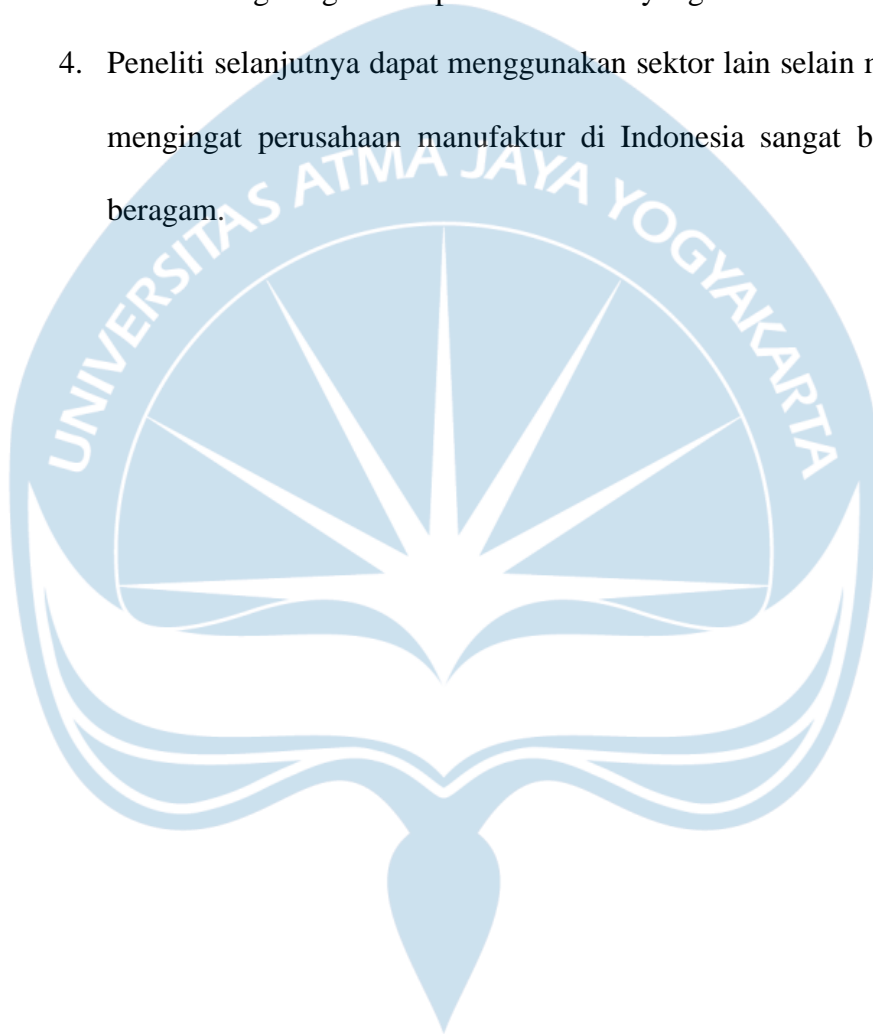 4. Peneliti selanjutnya dapat menggunakan sektor lain selain
mengingat perusahaan manufaktur di Indonesia sangat
beragam.
UNIVERSITAS ATMA JAYA YOGYAKARTA